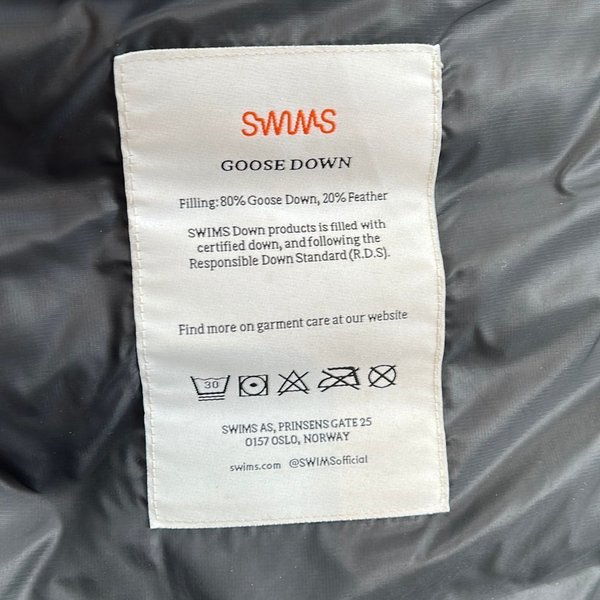 SWIMS
GOOSE DOWN
Filling: 80% Goose Down, 20% Feather
SWIMS Down products is filled with
certified down, and following the
Responsible Down Standard (R.D.S).
Find more on garment care at our website
30
SWIMS AS, PRINSENS GATE 25
0157 OSLO, NORWAY
swims.com @SWIMSofficial